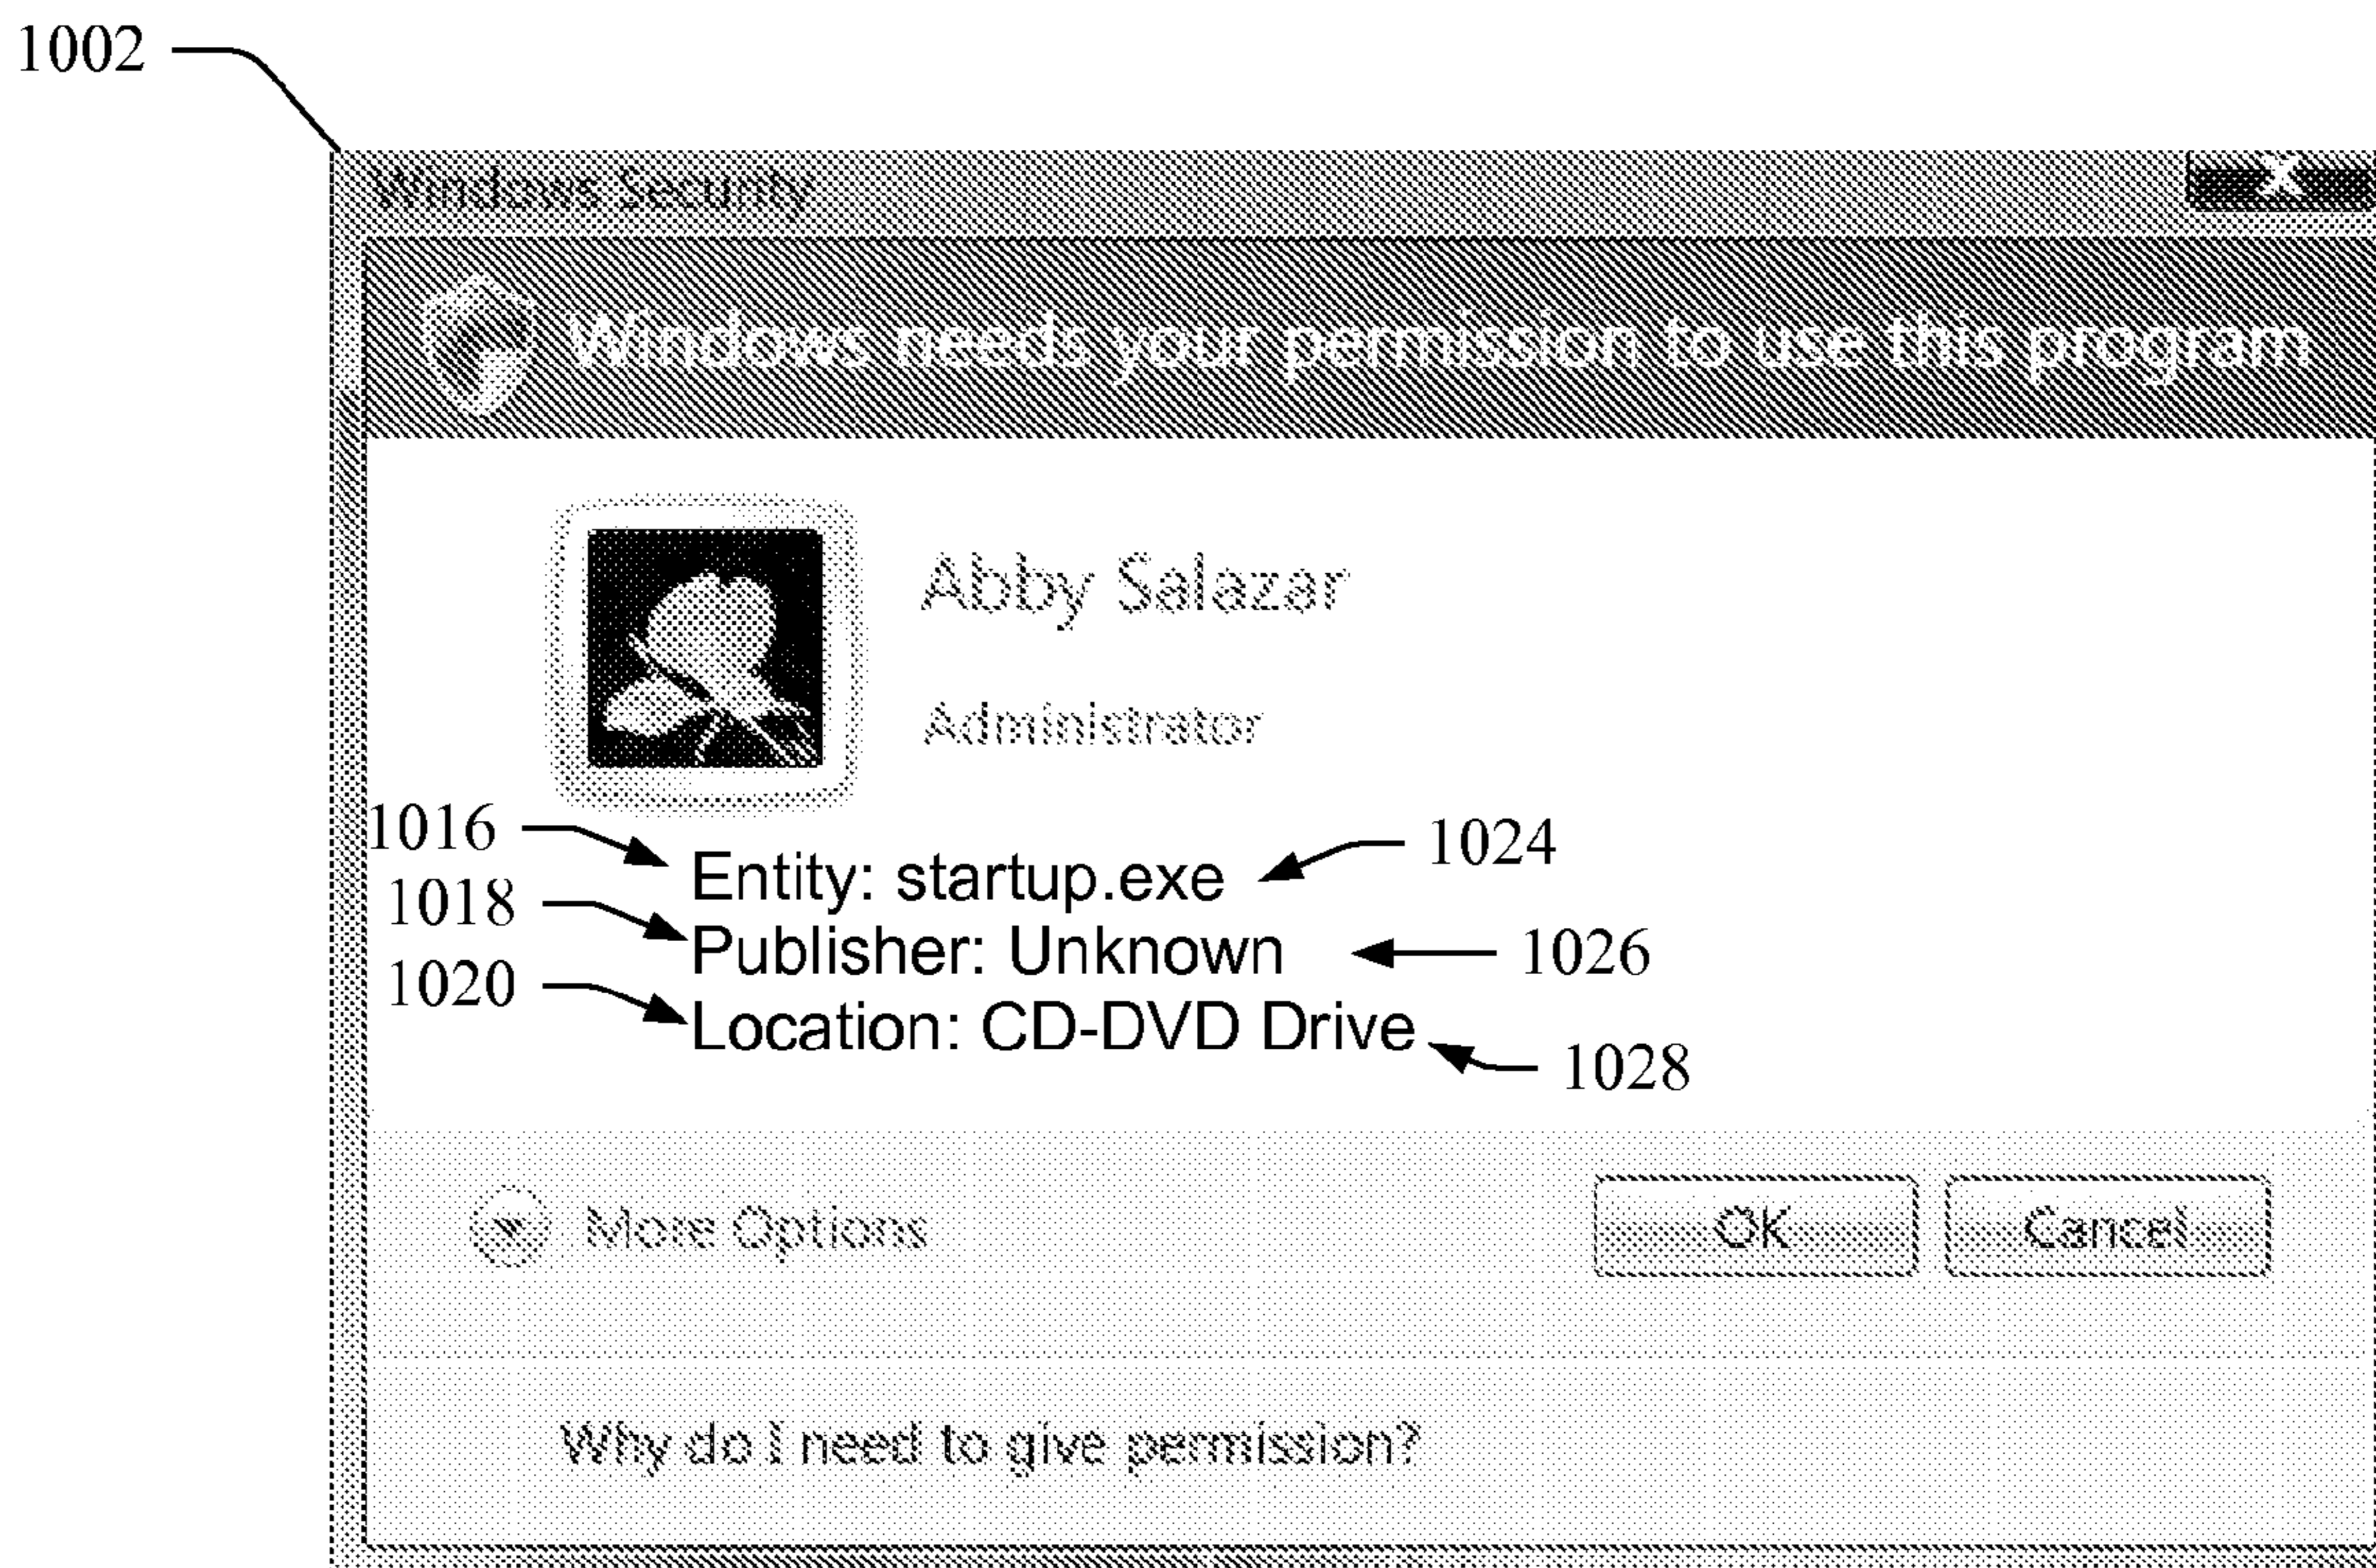 1002
Windows Security
X
Windows needs your permission to use this program
Abby Salazar
Administrator
1016
Entity: startup.exe
1024
1018
Publisher: Unknown
1026
1020
Location: CD-DVD Drive
1028
More Options
OK
Cancel
Why do I need to give permission?